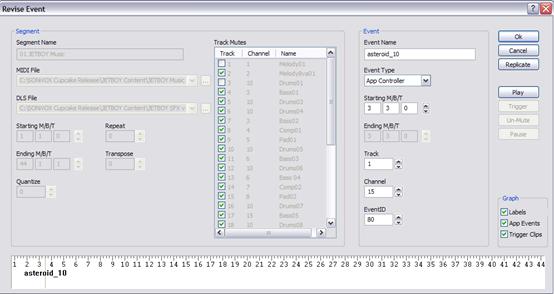 Revise Event
Segment
Segment Name
01 JETBOY Music
MIDI File
C:\SONiVOX Cupcake Release\JETBOY Content\JETBOY Music
DLS File
C:\SONiVOX Cupcake Release\JETBOY Content\JETBOY SFX v
Starting M/B/T
1 1 0
Repeat
0
Ending M/B/T
44 1 1
Transpose
0
Quantize
0
Track Mutes
Track Channel Name
1 1 Melody01
2 2 Melody8va01
3 10 Drums01
4 3 Bass01
5 10 Drums02
6 10 Drums03
7 3 Bass02
8 4 Comp01
9 5 Pad01
10 10 Drums05
11 6 Bass03
12 10 Drums06
13 6 Bass 04
14 7 Comp02
15 8 Pad02
16 10 Drums07
17 15 Bass05
18 10 Drums08
Event
Event Name
asteroid_10
Event Type
App Controller
Starting M/B/T
3 3 0
Ending M/B/T
3 3 0
Track
1
Channel
15
EventID
80
Ok
Cancel
Replicate
Play
Trigger
Un-Mute
Pause
Graph
Labels
App Events
Trigger Clips
1 2 3 4 5 6 7 8 9 10 11 12 13 14 15 16 17 18 19 20 21 22 23 24 25 26 27 28 29 30 31 32 33 34 35 36 37 38 39 40 41 42 43 44
asteroid_10